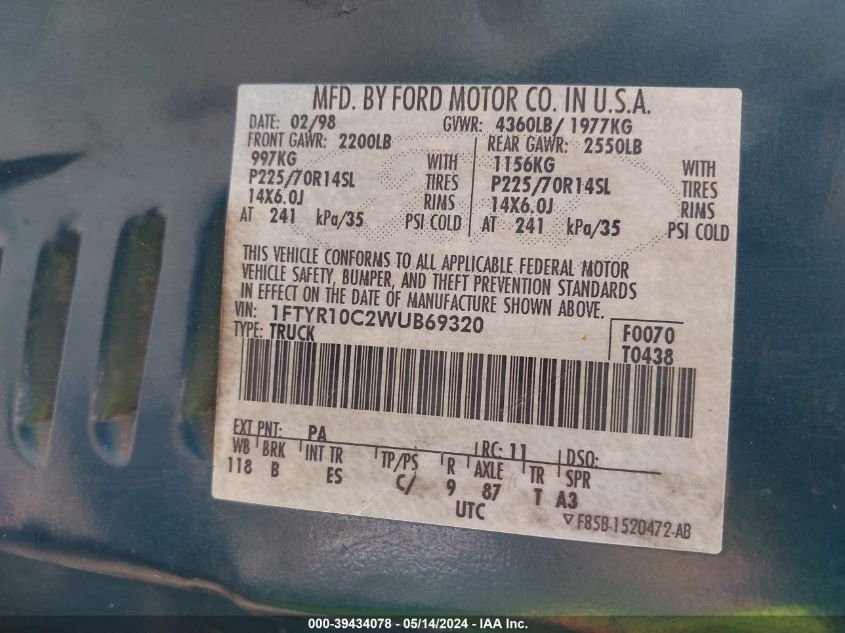 MFD. BY FORD MOTOR CO. IN U.S.A.
DATE: 02/98 GVWR: 4360LB/ 1977KG
FRONT GAWR: 2200LB REAR GAWR: 2550LB
997KG WITH 1156KG WITH
P225/70R14SL TIRES P225/70R14SL TIRES
14X6.0J RIMS 14X6.0J RIMS
AT 241 kPa/35 PSI COLD AT 241 kPa/35 PSI COLD
THIS VEHICLE CONFORMS TO ALL APPLICABLE FEDERAL MOTOR
VEHICLE SAFETY, BUMPER, AND THEFT PREVENTION STANDARDS
IN EFFECT ON THE DATE OF MANUFACTURE SHOWN ABOVE.
VIN: 1FTYR10C2WUB69320 F0070
TYPE: TRUCK T0438
EXT PNT: PA RC: 11 DSO:
WB BRK INT TR TP/PS R AXLE TR SPR
118 B ES C/ 9 87 T A3
UTC ▽ F85B-1520472-AB
000-39434078 - 05/14/2024 - IAA Inc.